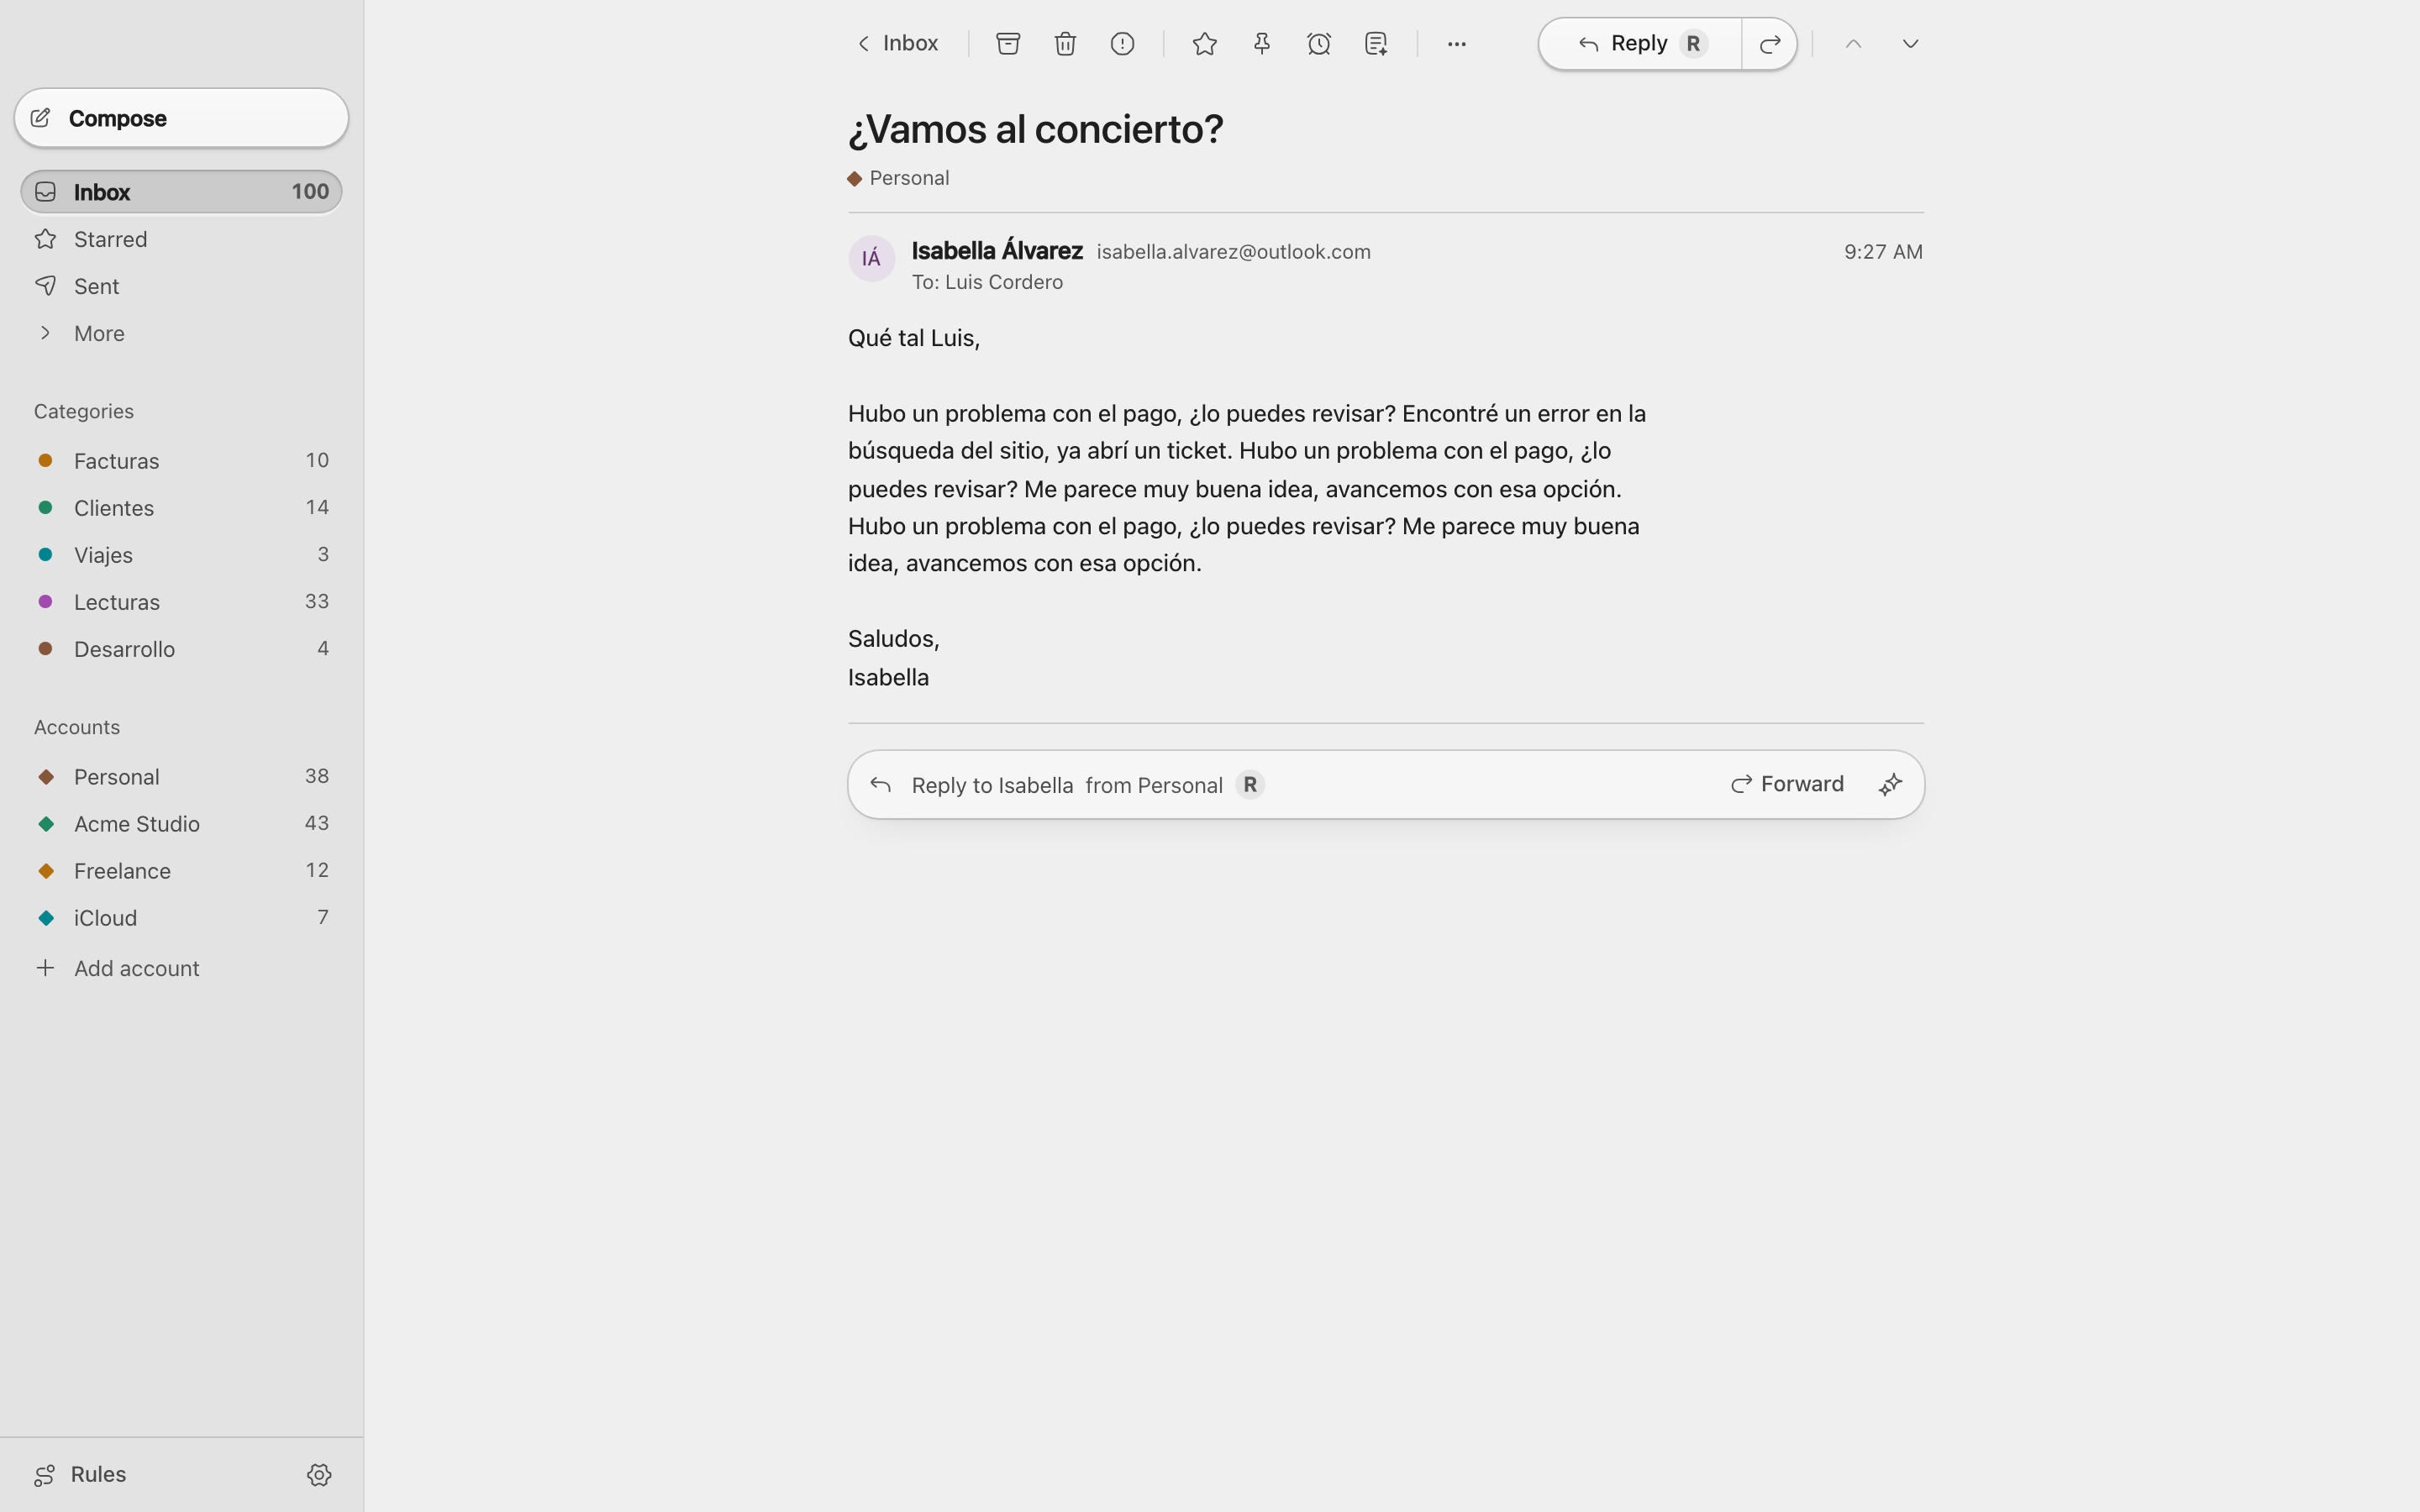 Compose
Inbox 100
Starred
Sent
More
Categories
Facturas 10
Clientes 14
Viajes 3
Lecturas 33
Desarrollo 4
Accounts
Personal 38
Acme Studio 43
Freelance 12
iCloud 7
Add account
Rules
Inbox
Reply R
¿Vamos al concierto?
Personal
IÁ
Isabella Álvarez isabella.alvarez@outlook.com 9:27 AM
To: Luis Cordero
Qué tal Luis,
Hubo un problema con el pago, ¿lo puedes revisar? Encontré un error en la
búsqueda del sitio, ya abrí un ticket. Hubo un problema con el pago, ¿lo
puedes revisar? Me parece muy buena idea, avancemos con esa opción.
Hubo un problema con el pago, ¿lo puedes revisar? Me parece muy buena
idea, avancemos con esa opción.
Saludos,
Isabella
Reply to Isabella from Personal R Forward